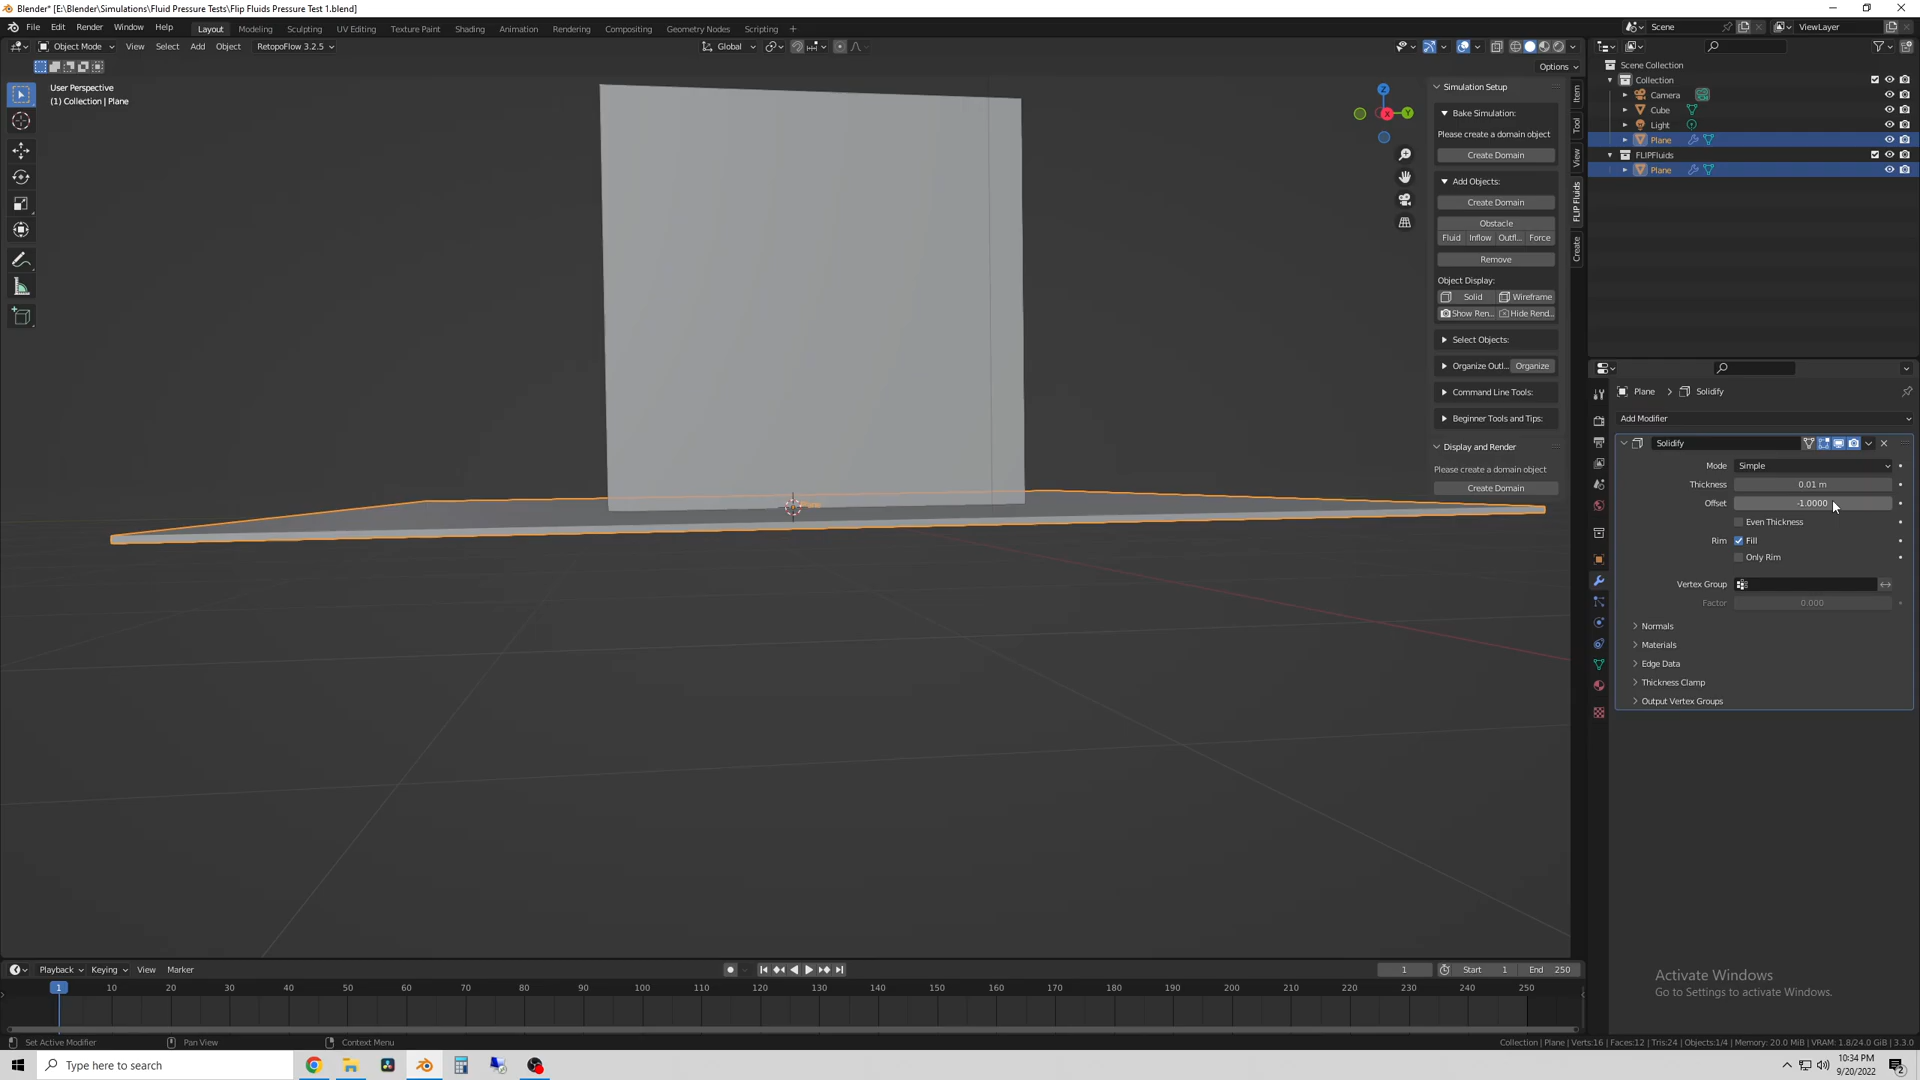 Blender* [E:\Blender\Simulations\Fluid Pressure Tests\Flip Fluids Pressure Test 1.blend]
File Edit Render Window Help Layout Modeling Sculpting UV Editing Texture Paint Shading Animation Rendering Compositing Geometry Nodes Scripting + Scene ViewLayer
Object Mode View Select Add Object RetopoFlow 3.2.5 Global
Options
User Perspective
(1) Collection | Plane
Simulation Setup
Bake Simulation:
Please create a domain object
Create Domain
Add Objects:
Create Domain
Obstacle
Fluid Inflow Outfl... Force
Remove
Object Display:
Solid Wireframe
Show Ren... Hide Rend...
Select Objects:
Organize Outl... Organize
Command Line Tools:
Beginner Tools and Tips:
Display and Render
Please create a domain object
Create Domain
Item
Tool
View
FLIP Fluids
Create
X
Y
Z
Scene Collection
Collection
Camera
Cube
Light
Plane
FLIPFluids
Plane
Plane > Solidify
Add Modifier
Solidify
Mode Simple
Thickness 0.01 m
Offset -1.0000
Even Thickness
Rim Fill
Only Rim
Vertex Group
Factor 0.000
Normals
Materials
Edge Data
Thickness Clamp
Output Vertex Groups
Activate Windows
Go to Settings to activate Windows.
Playback Keying View Marker 1 Start 1 End 250
1 10 20 30 40 50 60 70 80 90 100 110 120 130 140 150 160 170 180 190 200 210 220 230 240 250
Set Active Modifier Pan View Context Menu
Collection | Plane | Verts:16 | Faces:12 | Tris:24 | Objects:1/4 | Memory: 20.0 MiB | VRAM: 1.8/24.0 GiB | 3.3.0
Type here to search
10:34 PM
9/20/2022
2